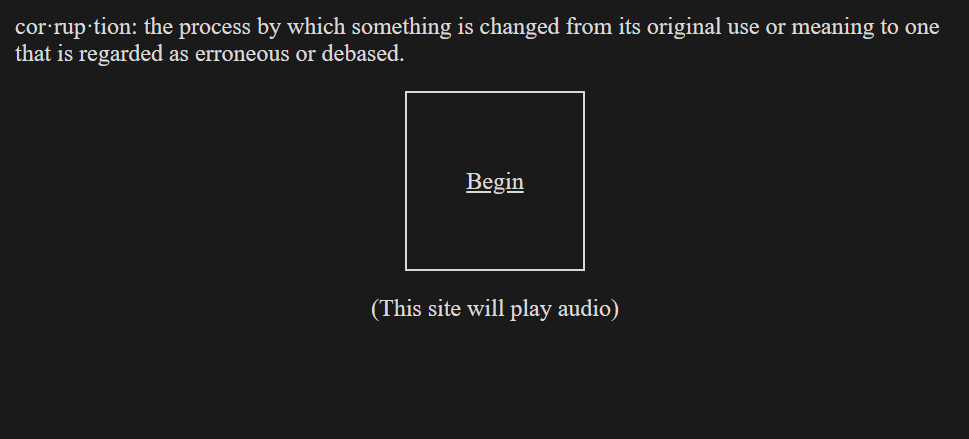 cor·rup·tion: the process by which something is changed from its original use or meaning to one
that is regarded as erroneous or debased.
Begin
(This site will play audio)